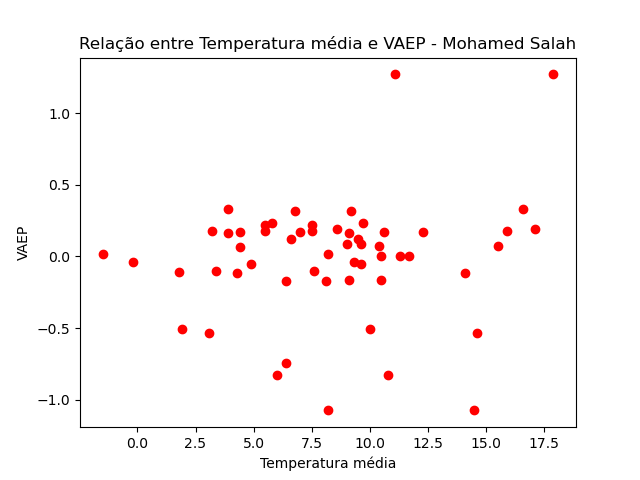 Relação entre Temperatura média e VAEP - Mohamed Salah
1.0
0.5
0.0
−0.5
−1.0
VAEP
0.0 2.5 5.0 7.5 10.0 12.5 15.0 17.5
Temperatura média